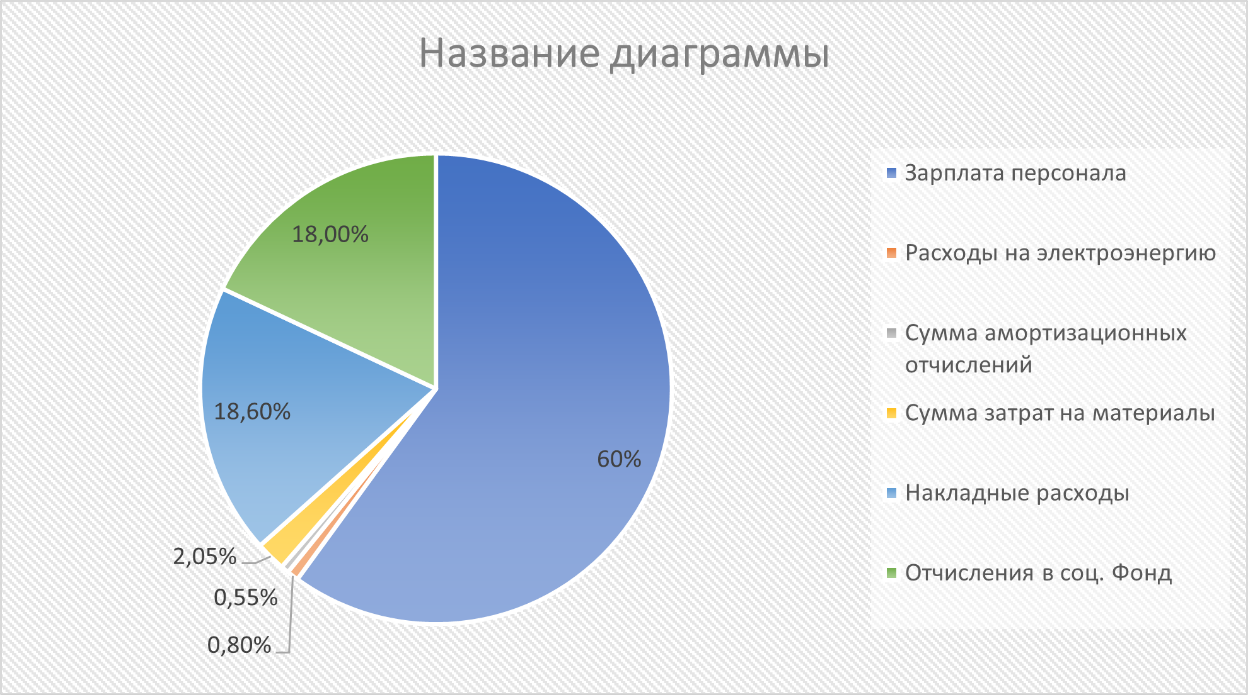 Название диаграммы
18,00%
18,60%
60%
2,05%
0,55%
0,80%
Зарплата персонала
Расходы на электроэнергию
Сумма амортизационных
отчислений
Сумма затрат на материалы
Накладные расходы
Отчисления в соц. Фонд